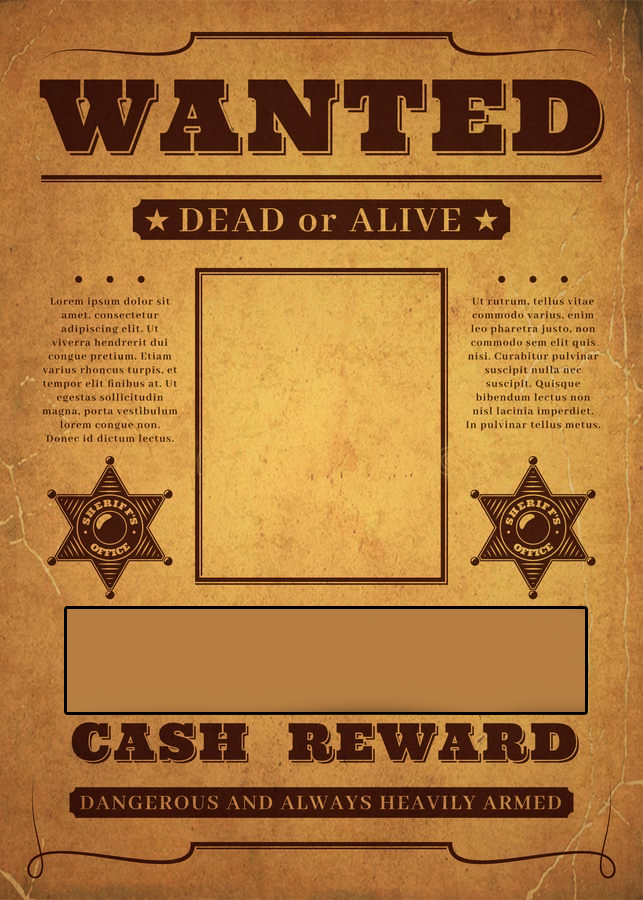 WANTED
★ DEAD or ALIVE ★
Lorem ipsum dolor sit
amet, consectetur
adipiscing elit. Ut
viverra hendrerit dui
congue pretium. Etiam
varius rhoncus turpis, et
tempor elit finibus at. Ut
egestas sollicitudin
magna, porta vestibulum
lorem congue non.
Donec id dictum lectus.
Ut rutrum, tellus vitae
commodo varius, enim
leo pharetra justo, non
commodo sem elit quis
nisi. Curabitur pulvinar
suscipit nulla nec
suscipit. Quisque
bibendum lectus non
nisl lacinia imperdiet.
In pulvinar tellus metus.
SHERIFF'S
OFFICE
SHERIFF'S
OFFICE
CASH REWARD
DANGEROUS AND ALWAYS HEAVILY ARMED